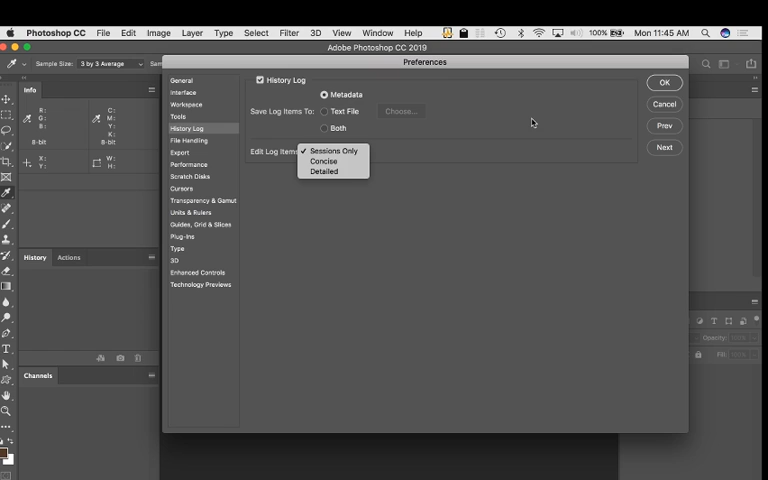 Photoshop CC File Edit Image Layer Type Select Filter 3D View Window Help 100% Mon 11:45 AM
Adobe Photoshop CC 2019
Sample Size: 3 by 3 Average
Preferences
Info
R:
G:
B:
8-bit
C:
M:
Y:
K:
8-bit
X:
Y:
W:
H:
History Actions
Channels
General
Interface
Workspace
Tools
History Log
File Handling
Export
Performance
Scratch Disks
Cursors
Transparency & Gamut
Units & Rulers
Guides, Grid & Slices
Plug-Ins
Type
3D
Enhanced Controls
Technology Previews
History Log
Metadata
Save Log Items To: Text File Choose...
Both
Edit Log Items
Sessions Only
Concise
Detailed
OK
Cancel
Prev
Next
Opacity:
Fill: